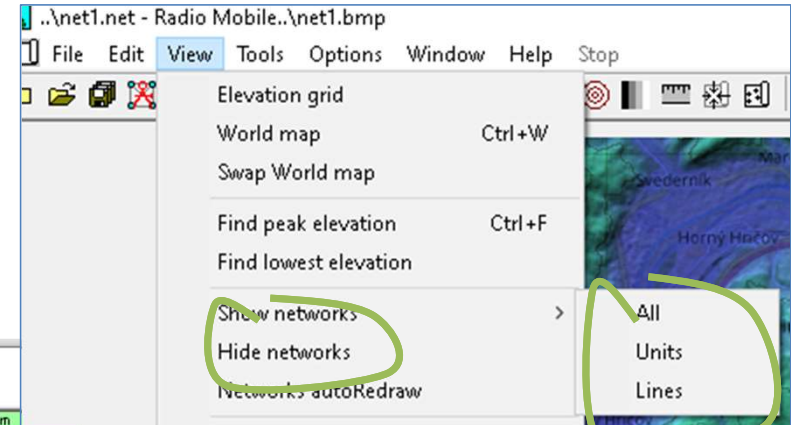 ..\net1.net - Radio Mobile..\net1.bmp
File Edit View Tools Options Window Help Stop
Elevation grid
World map Ctrl+W
Swap World map
Svederník
Find peak elevation Ctrl+F
Horný Hričov
Find lowest elevation
Show networks > All
Hide networks Units
Networks autoRedraw Lines